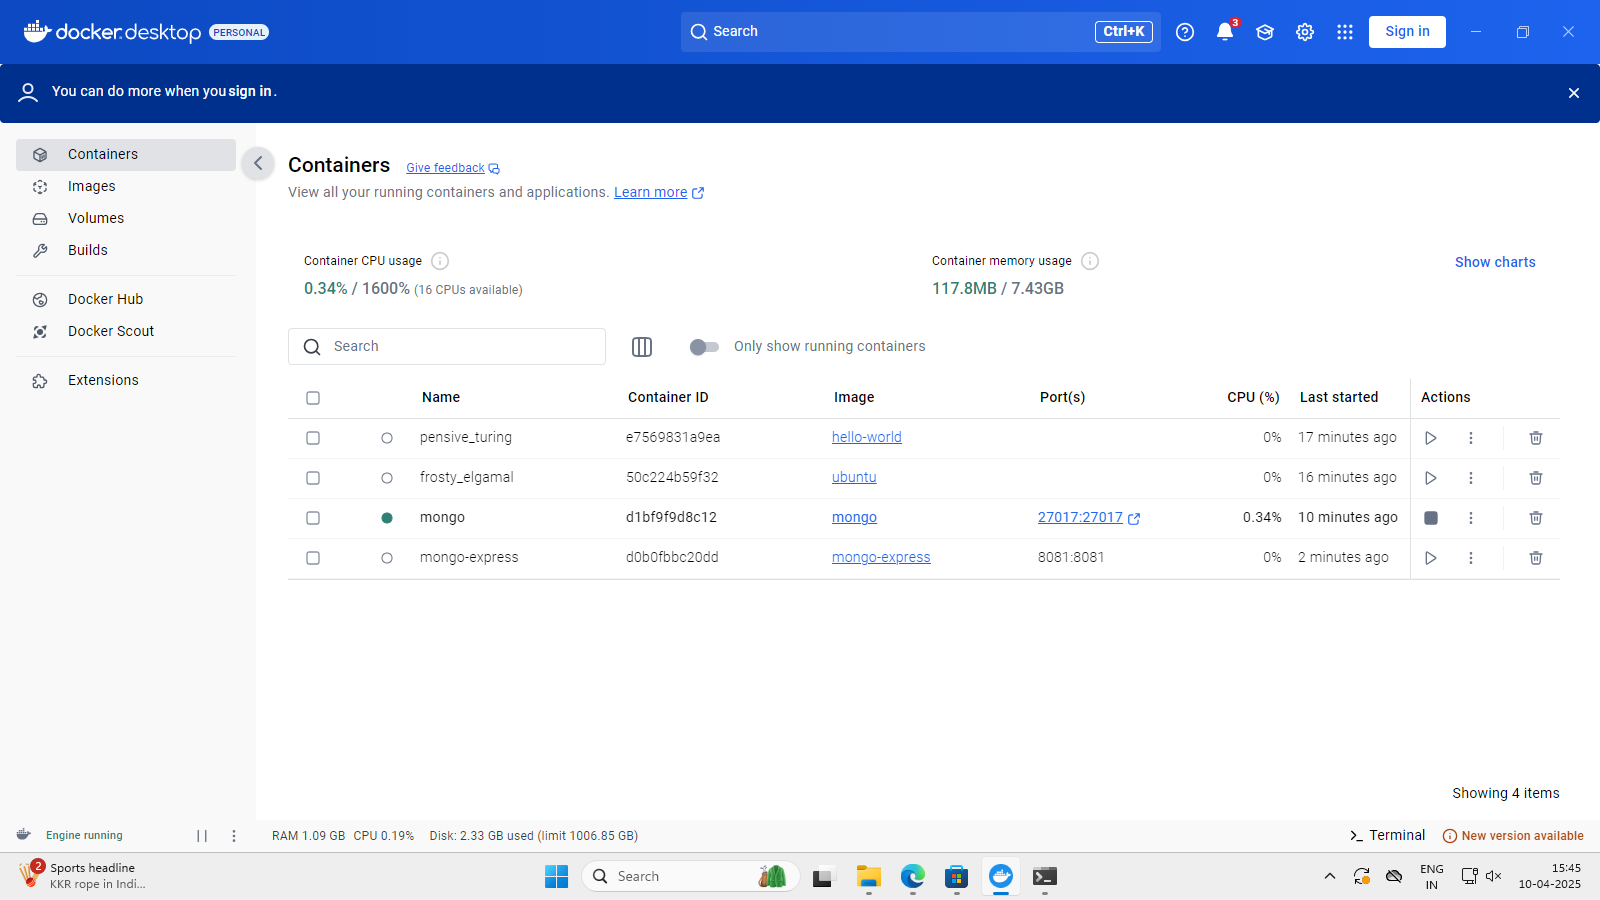 docker.desktop PERSONAL
Search
Ctrl+K
3
Sign in
You can do more when you sign in.
Containers
Images
Volumes
Builds
Docker Hub
Docker Scout
Extensions
Containers Give feedback
View all your running containers and applications. Learn more
Container CPU usage
0.34% / 1600% (16 CPUs available)
Container memory usage
117.8MB / 7.43GB
Show charts
Search
Only show running containers
Name Container ID Image Port(s) CPU (%) Last started Actions
pensive_turing e7569831a9ea hello-world 0% 17 minutes ago
frosty_elgamal 50c224b59f32 ubuntu 0% 16 minutes ago
mongo d1bf9f9d8c12 mongo 27017:27017 0.34% 10 minutes ago
mongo-express d0b0fbbc20dd mongo-express 8081:8081 0% 2 minutes ago
Showing 4 items
Engine running
RAM 1.09 GB CPU 0.19% Disk: 2.33 GB used (limit 1006.85 GB)
Terminal
New version available
2
Sports headline
KKR rope in Indi...
Search
ENG
IN
15:45
10-04-2025